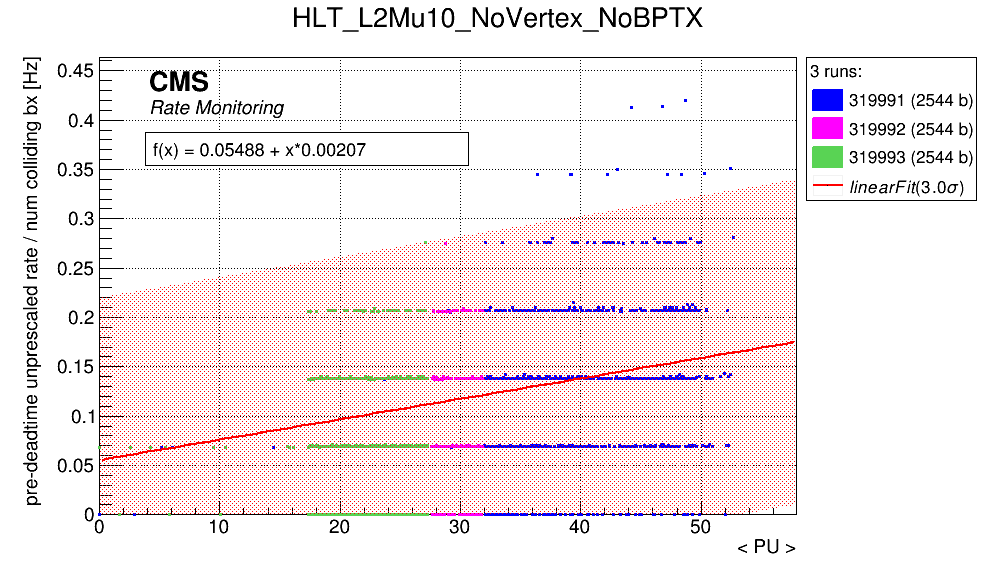 HLT_L2Mu10_NoVertex_NoBPTX
pre-deadtime unprescaled rate / num colliding bx [Hz]
CMS
Rate Monitoring
f(x) = 0.05488 + x*0.00207
0.45
0.4
0.35
0.3
0.25
0.2
0.15
0.1
0.05
0
0 10 20 30 40 50
< PU >
3 runs:
319991 (2544 b)
319992 (2544 b)
319993 (2544 b)
linearFit(3.0σ)